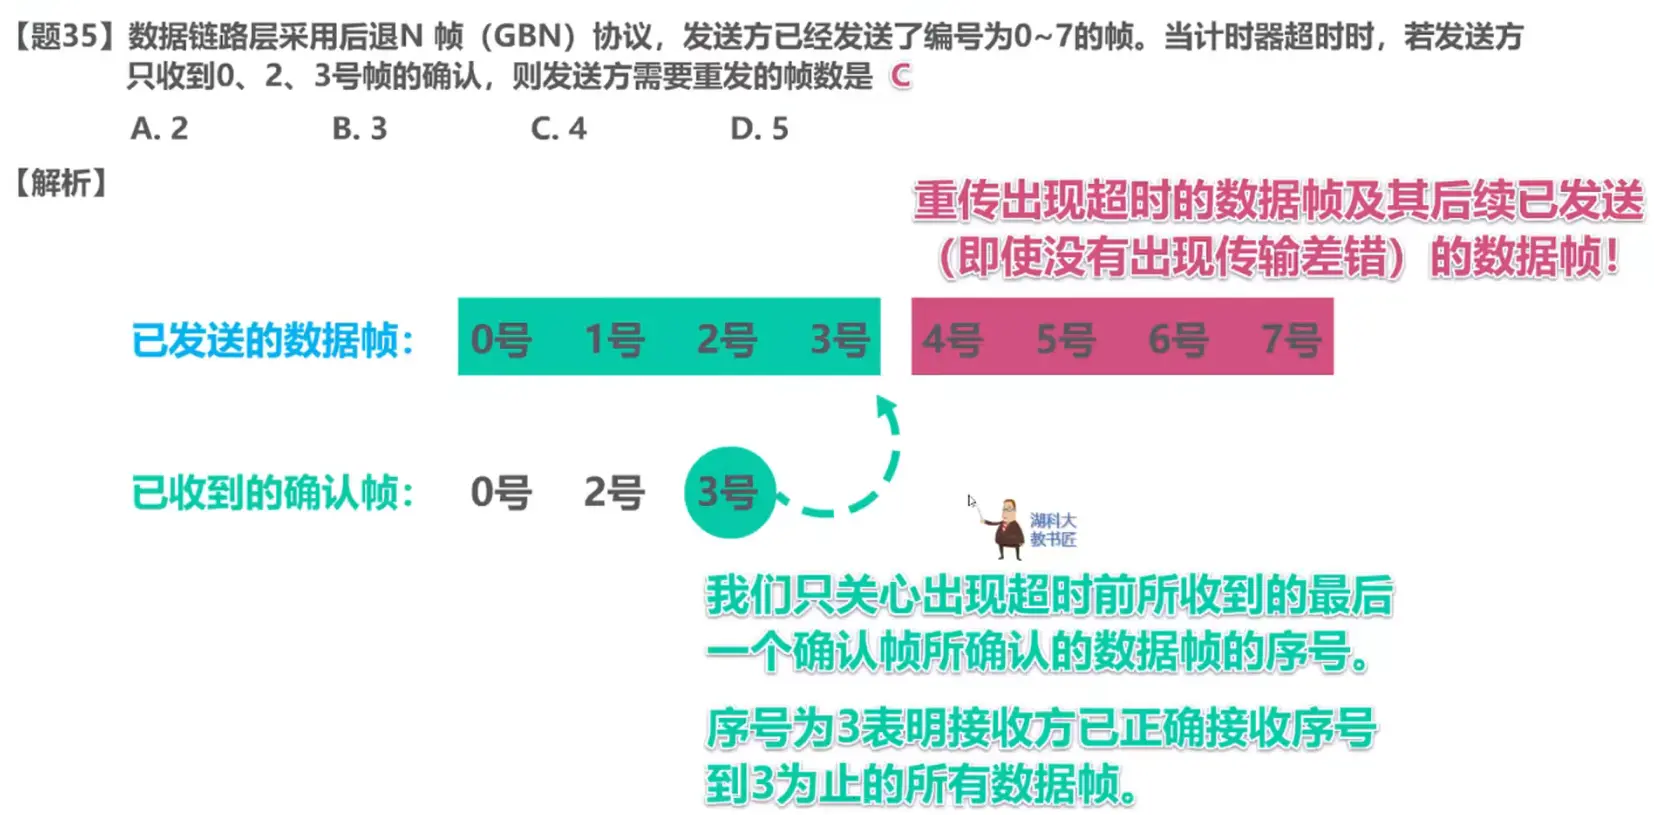 【题35】数据链路层采用后退N 帧（GBN）协议，发送方已经发送了编号为0~7的帧。当计时器超时时，若发送方
只收到0、2、3号帧的确认，则发送方需要重发的帧数是 C
A. 2 B. 3 C. 4 D. 5
【解析】
重传出现超时的数据帧及其后续已发送
（即使没有出现传输差错）的数据帧！
已发送的数据帧： 0号 1号 2号 3号 4号 5号 6号 7号
已收到的确认帧： 0号 2号 3号
湖科大
教书匠
我们只关心出现超时前所收到的最后
一个确认帧所确认的数据帧的序号。
序号为3表明接收方已正确接收序号
到3为止的所有数据帧。